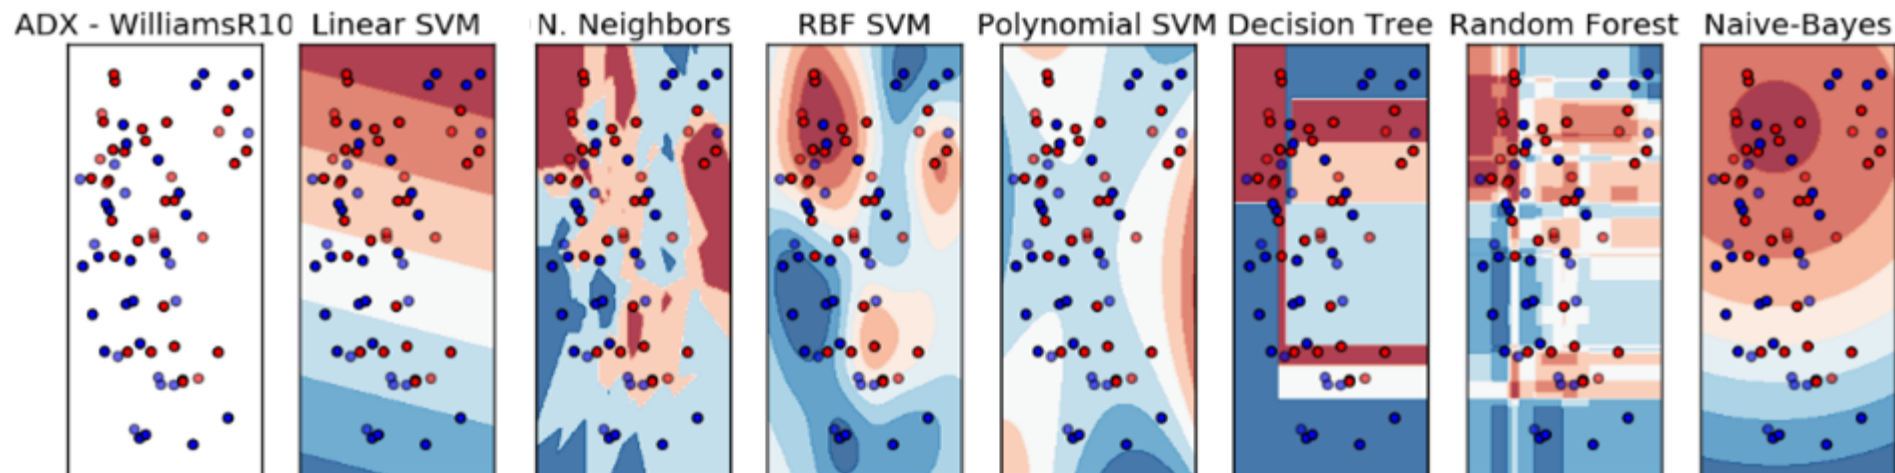 ADX - WilliamsR10
Linear SVM
N. Neighbors
RBF SVM
Polynomial SVM
Decision Tree
Random Forest
Naive-Bayes